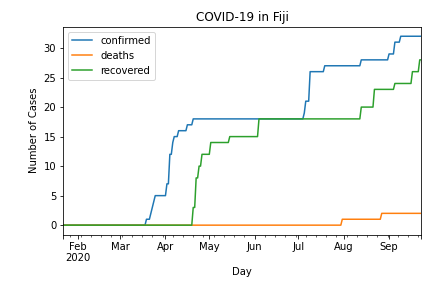 COVID-19 in Fiji
confirmed
deaths
recovered
Number of Cases
30
25
20
15
10
5
0
Feb Mar Apr May Jun Jul Aug Sep
2020
Day